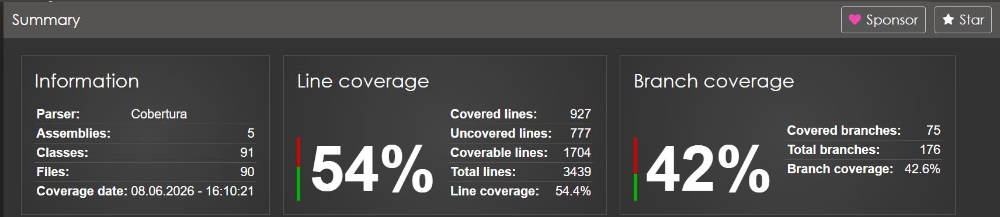 Summary
Sponsor
Star
Information
Parser: Cobertura
Assemblies: 5
Classes: 91
Files: 90
Coverage date: 08.06.2026 - 16:10:21
Line coverage
54%
Covered lines: 927
Uncovered lines: 777
Coverable lines: 1704
Total lines: 3439
Line coverage: 54.4%
Branch coverage
42%
Covered branches: 75
Total branches: 176
Branch coverage: 42.6%